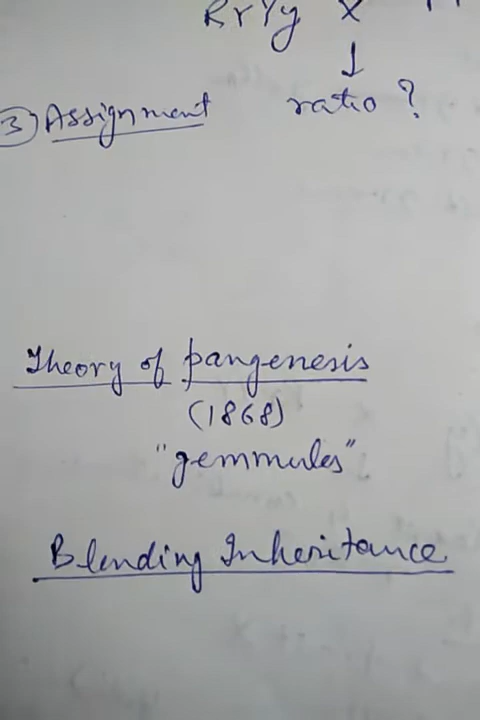 RrYy X
↓
ratio ?
3 Assignment
Theory of pangenesis
(1868)
"gemmules"
Blending Inheritance